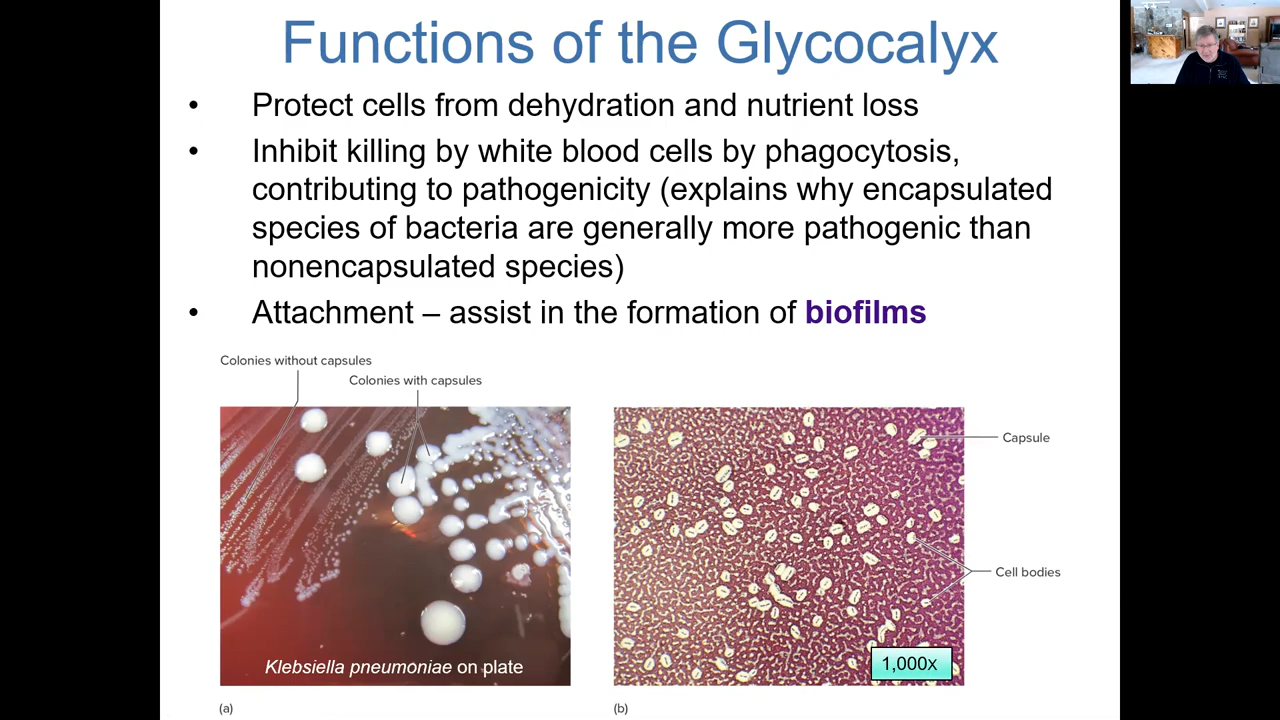 Functions of the Glycocalyx
• Protect cells from dehydration and nutrient loss
• Inhibit killing by white blood cells by phagocytosis,
contributing to pathogenicity (explains why encapsulated
species of bacteria are generally more pathogenic than
nonencapsulated species)
• Attachment – assist in the formation of biofilms
Colonies without capsules
Colonies with capsules
Klebsiella pneumoniae on plate
(a)
Capsule
Cell bodies
1,000x
(b)